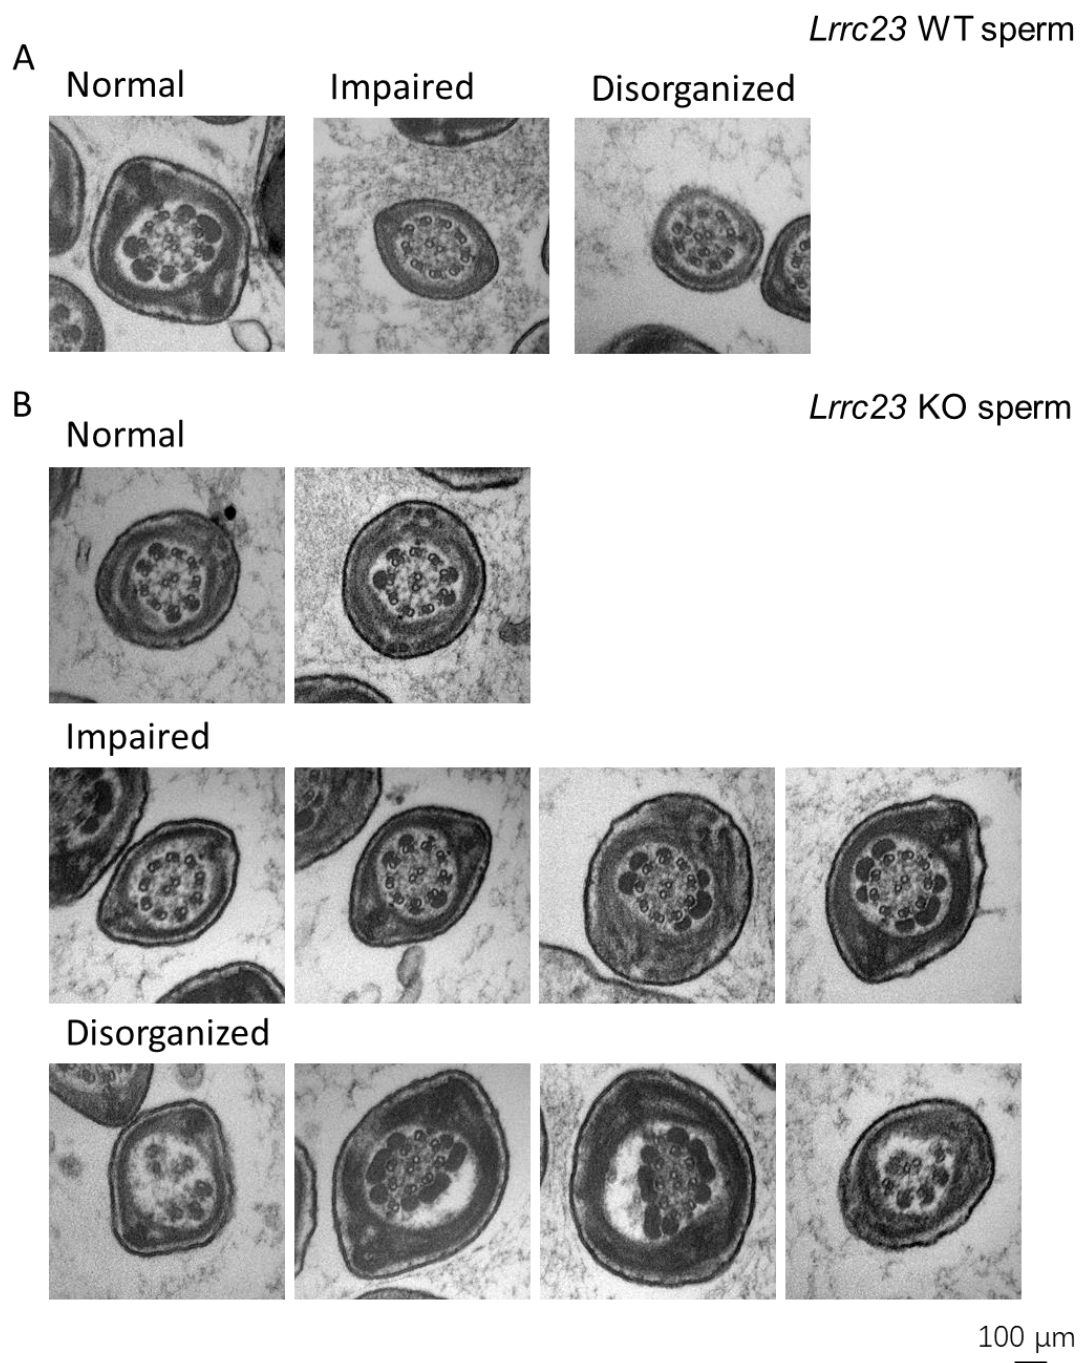 Lrrc23 WT sperm
A
Normal Impaired Disorganized
B
Lrrc23 KO sperm
Normal
Impaired
Disorganized
100 μm